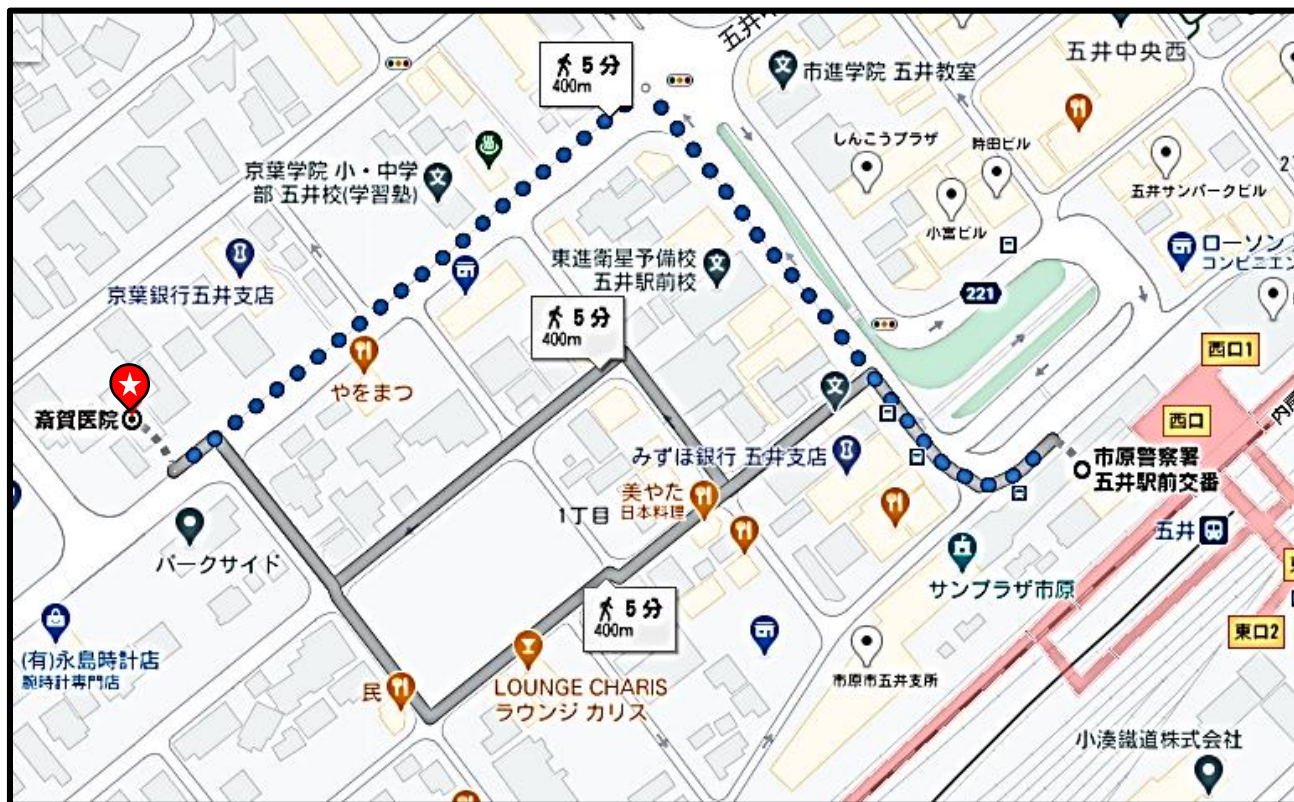 五井
5 分
400m
市進学院 五井教室
五井中央西
しんこうプラザ
時田ビル
京葉学院 小・中学
部 五井校(学習塾)
五井サンパークビル
小富ビル
ローソン
コンビニエン
東進衛星予備校
五井駅前校
京葉銀行五井支店
221
5 分
400m
西口1
やをまつ
斎賀医院
西口
みずほ銀行 五井支店
市原警察署
五井駅前交番
美やた
日本料理
1丁目
五井
パークサイド
サンプラザ市原
5 分
400m
東口2
(有)永島時計店
腕時計専門店
市原市五井支所
民
LOUNGE CHARIS
ラウンジ カリス
小湊鐵道株式会社